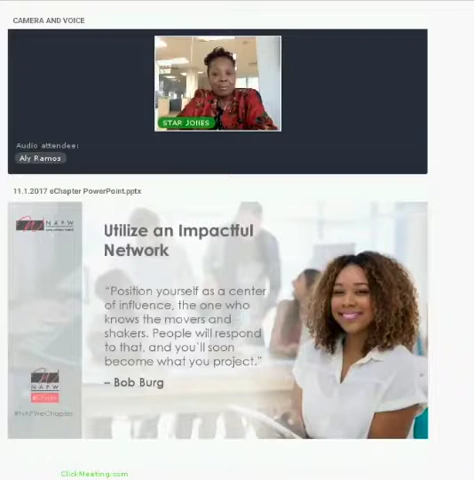 CAMERA AND VOICE
STAR JONES
Audio attendee:
Aly Ramos
11.1.2017 eChapter PowerPoint.pptx
NAPW
Utilize an Impactful
Network
“Position yourself as a center
of influence, the one who
knows the movers and
shakers. People will respond
to that, and you’ll soon
become what you project.”
– Bob Burg
NAPW
#NAPWeChapter
ClickMeeting.com